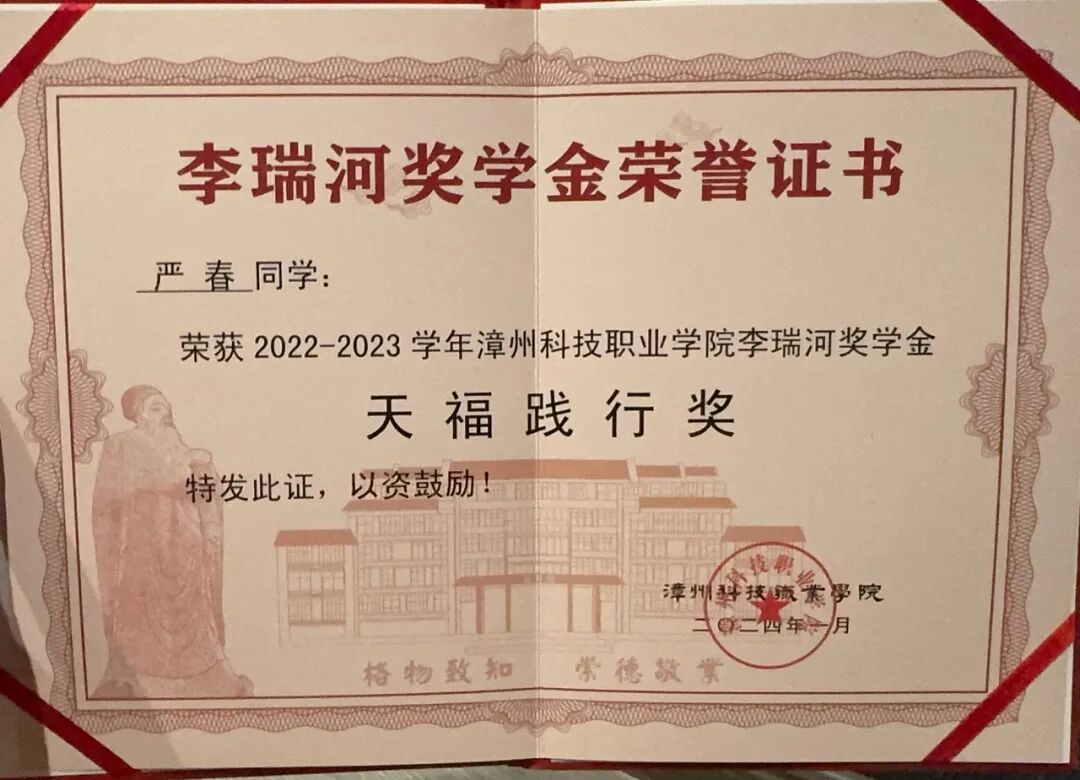 李瑞河奖学金荣誉证书
严 春 同学：
荣获 2022-2023 学年漳州科技职业学院李瑞河奖学金
天 福 践 行 奖
特发此证，以资鼓励！
漳州科技職業學院
二〇二四年一月
格物致知 崇德敬業